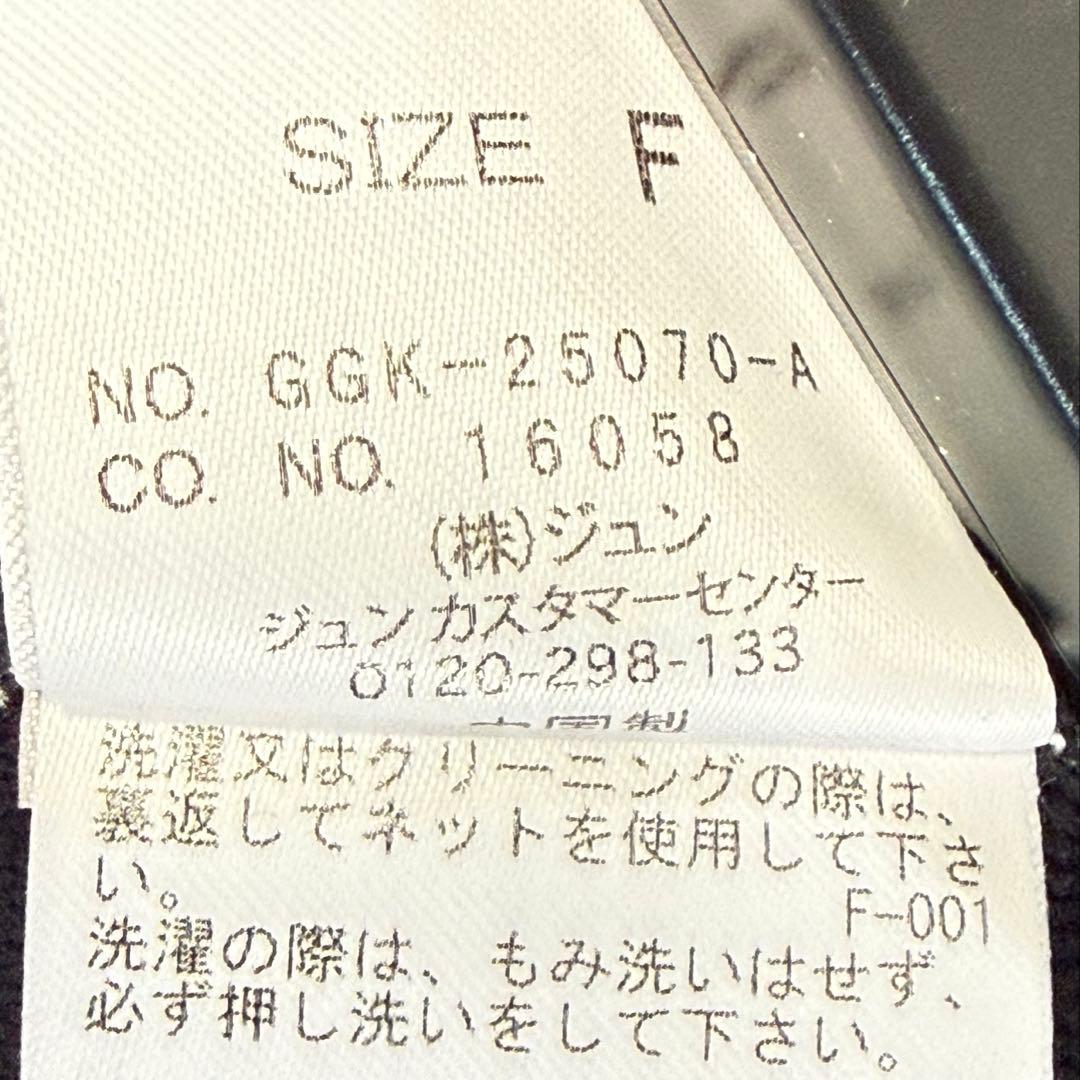 SIZE F
NO. GGK-25070-A
CO. NO. 16058
(株)ジュン
ジュンカスタマーセンター
0120-298-133
中国製
洗濯又はクリーニングの際は、
裏返してネットを使用して下さ
い。
F-001
洗濯の際は、もみ洗いはせず、
必ず押し洗いをして下さい。